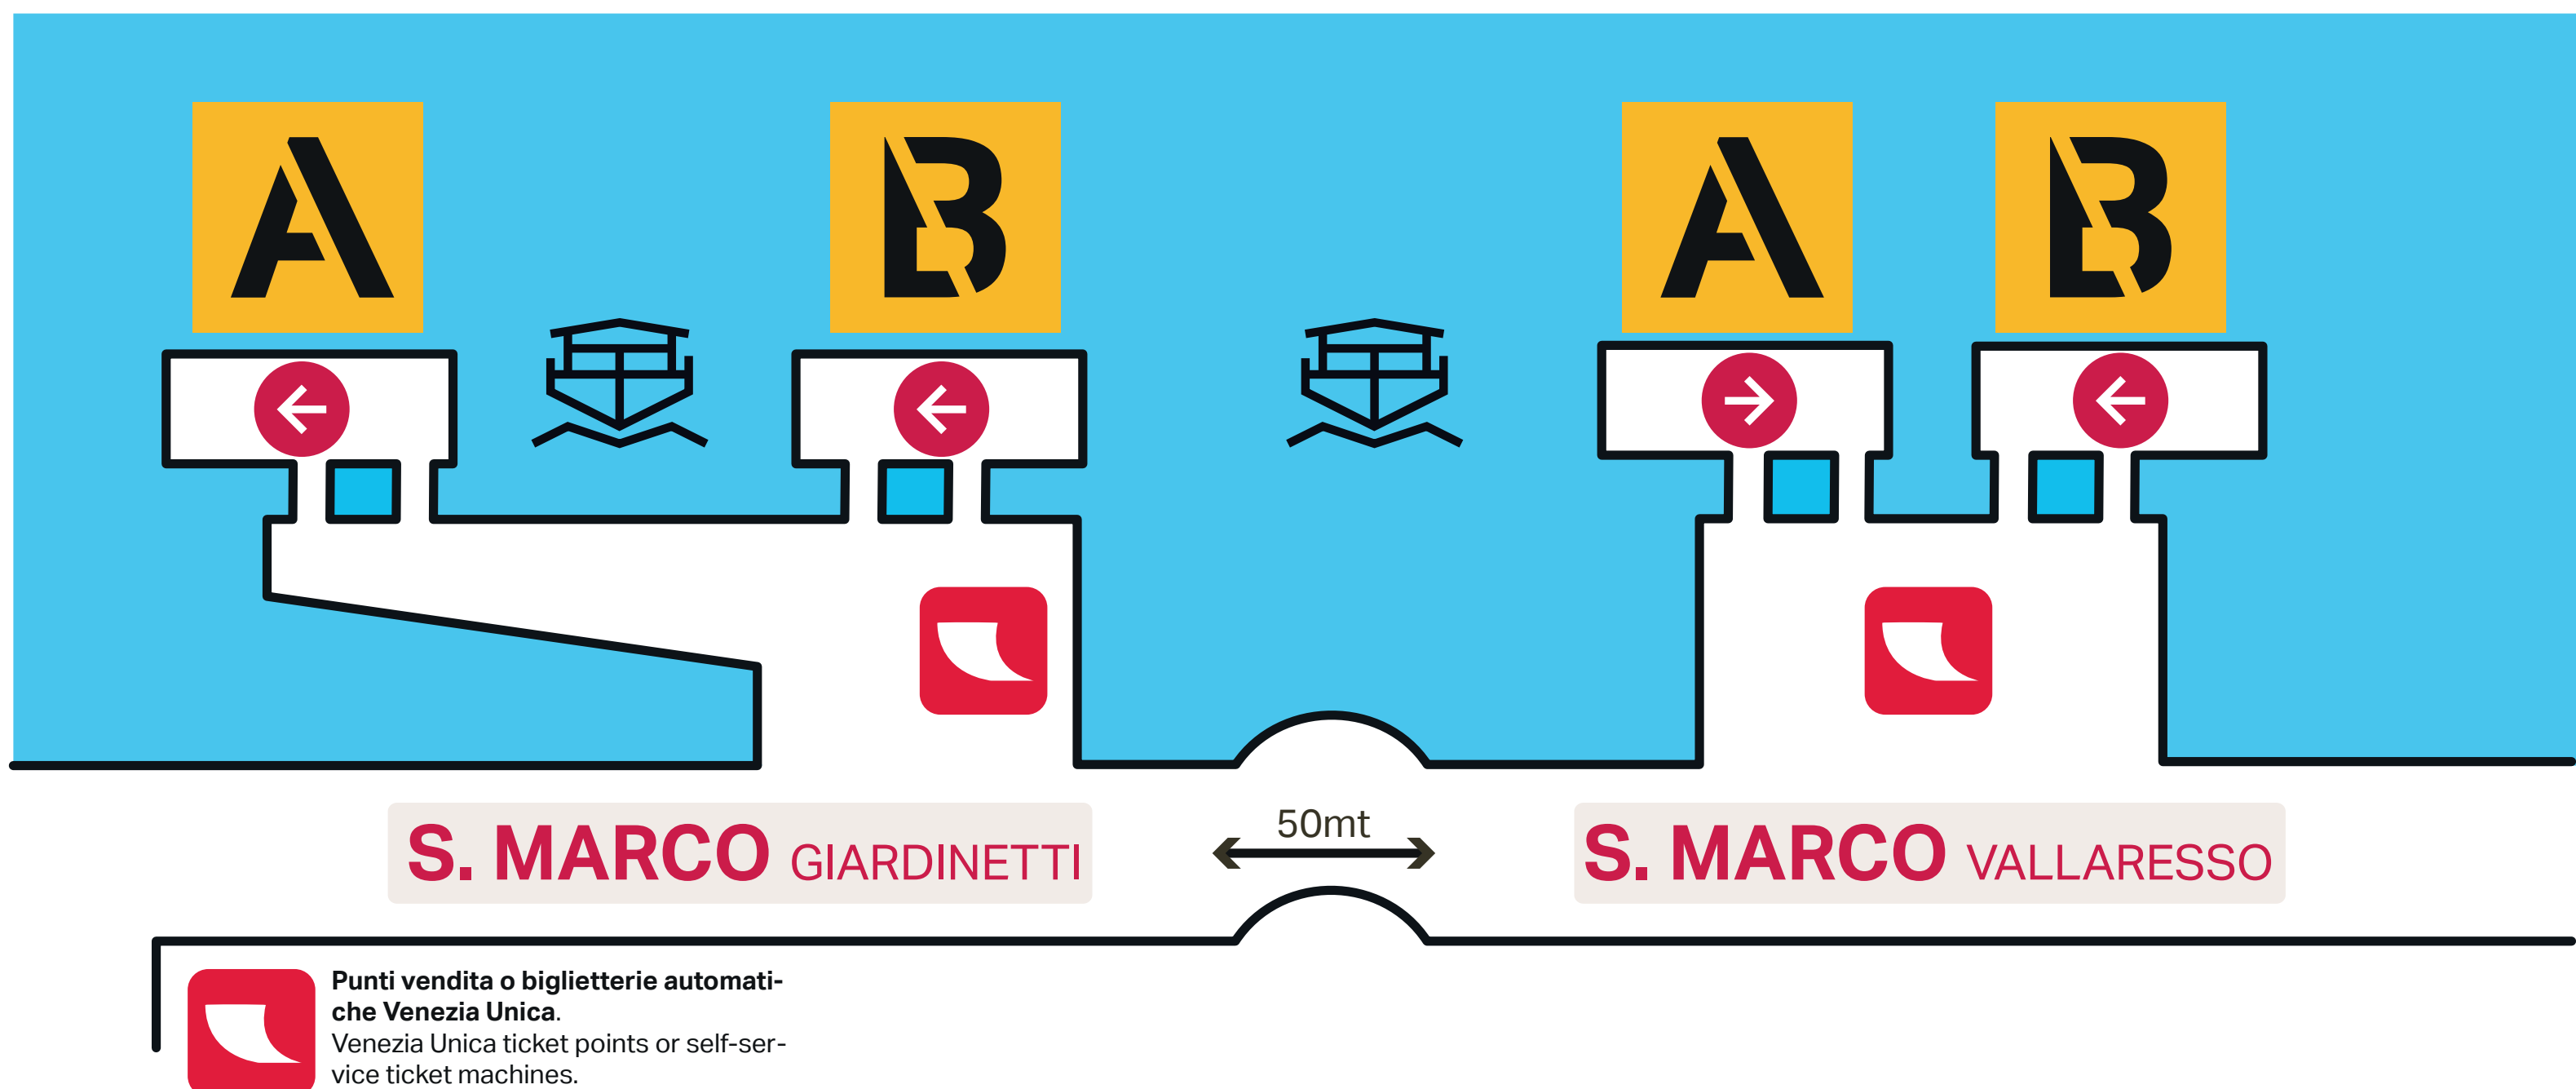 A
B
A
B
50mt
S. MARCO GIARDINETTI
S. MARCO VALLARESSO
Punti vendita o biglietterie automati-
che Venezia Unica.
Venezia Unica ticket points or self-ser-
vice ticket machines.